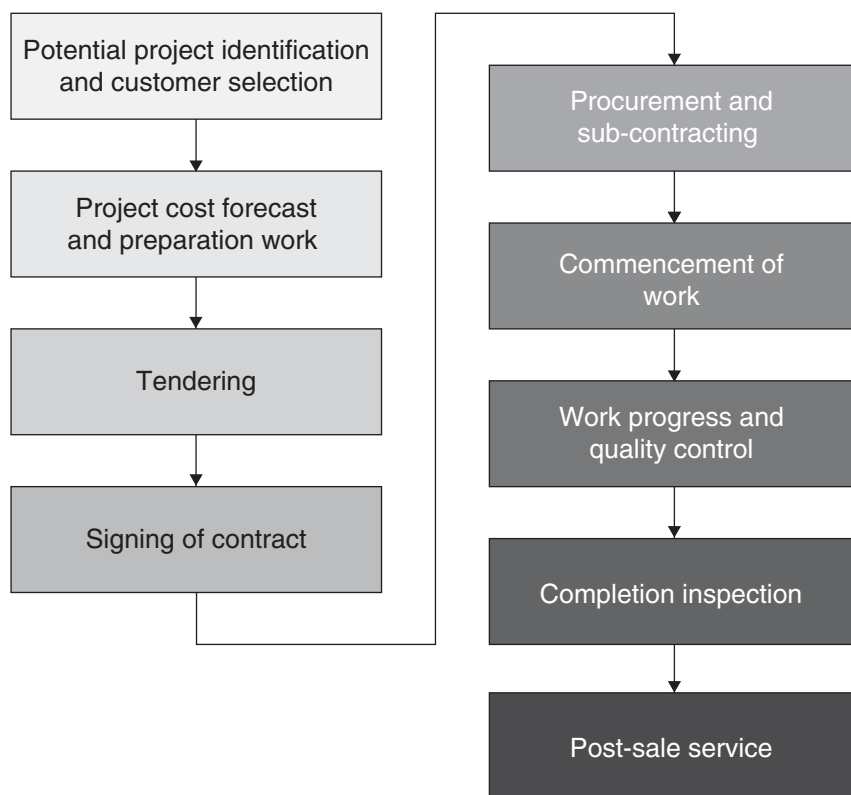 Potential project identification
and customer selection
Project cost forecast
and preparation work
Tendering
Signing of contract
Procurement and
sub-contracting
Commencement of
work
Work progress and
quality control
Completion inspection
Post-sale service